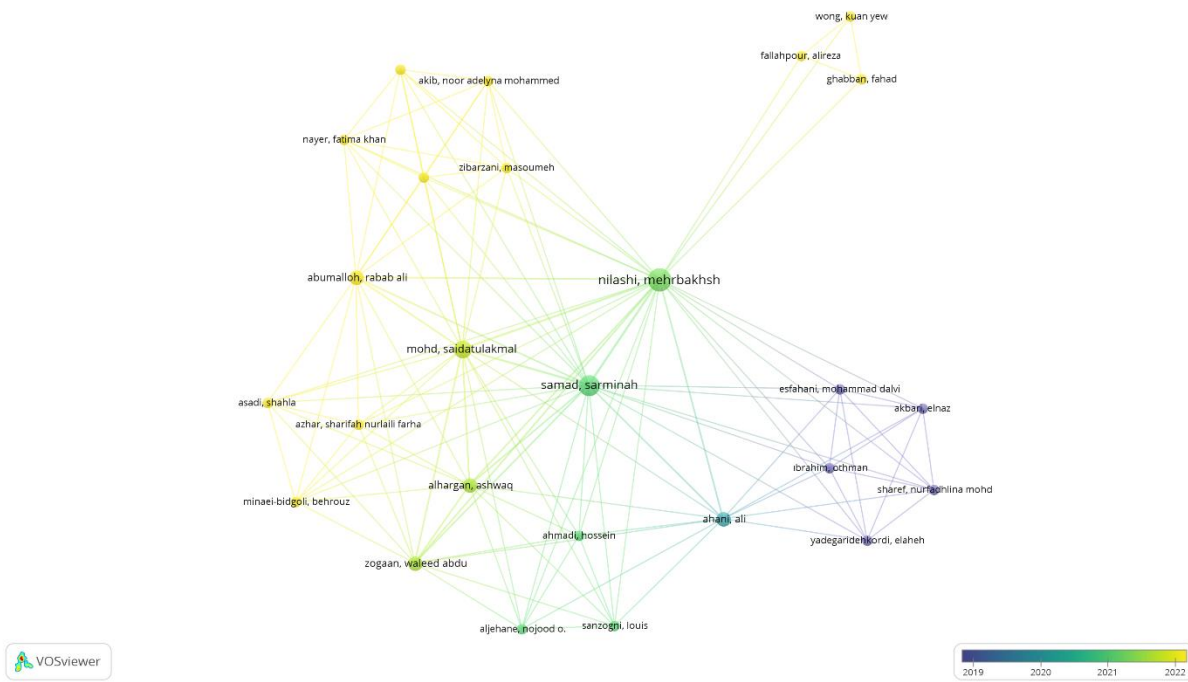 wong, kuan yew
fallahpour, alireza
ghabban, fahad
akib, noor adelyna mohammed
nayer, fatima khan
zibarzani, masoumeh
abumalloh, rabab ali
nilashi, mehrbakhsh
mohd, saidatulakmal
samad, sarminah
esfahani, mohammad dalvi
asadi, shahla
akbari, elnaz
azhar, sharifah nurlaili farha
ibrahim, othman
alhargan, ashwaq
sharef, nurfadhlina mohd
minaei-bidgoli, behrouz
ahani, ali
ahmadi, hossein
yadegaridehkordi, elaheh
zogaan, waleed abdu
aljehane, nojood o.
sanzogni, louis
VOSviewer
2019 2020 2021 2022